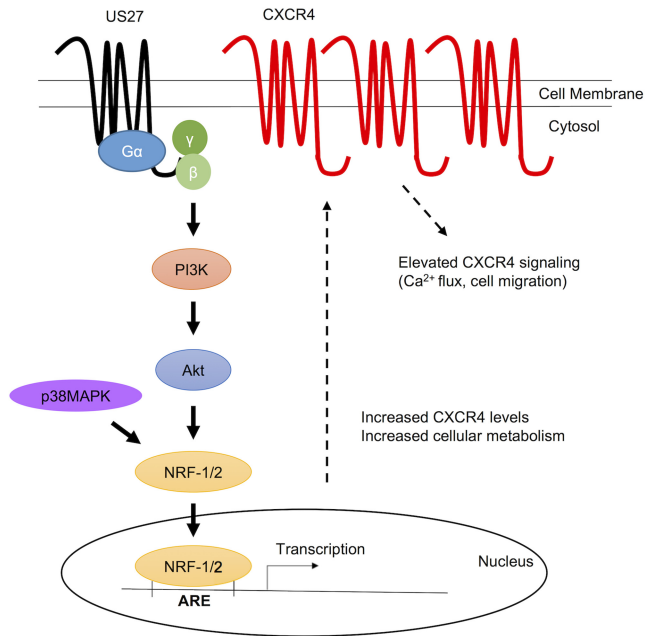 US27
CXCR4
Cell Membrane
Cytosol
Gα
γ
β
PI3K
Elevated CXCR4 signaling
(Ca²⁺ flux, cell migration)
Akt
p38MAPK
Increased CXCR4 levels
Increased cellular metabolism
NRF-1/2
Transcription
Nucleus
NRF-1/2
ARE